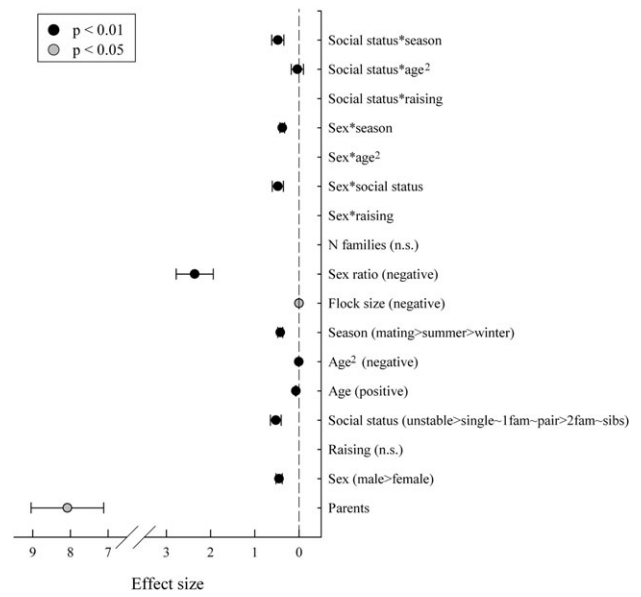 p < 0.01
p < 0.05
Social status*season
Social status*age²
Social status*raising
Sex*season
Sex*age²
Sex*social status
Sex*raising
N families (n.s.)
Sex ratio (negative)
Flock size (negative)
Season (mating>summer>winter)
Age² (negative)
Age (positive)
Social status (unstable>single~1fam~pair>2fam~sibs)
Raising (n.s.)
Sex (male>female)
Parents
9 8 7 3 2 1 0
Effect size